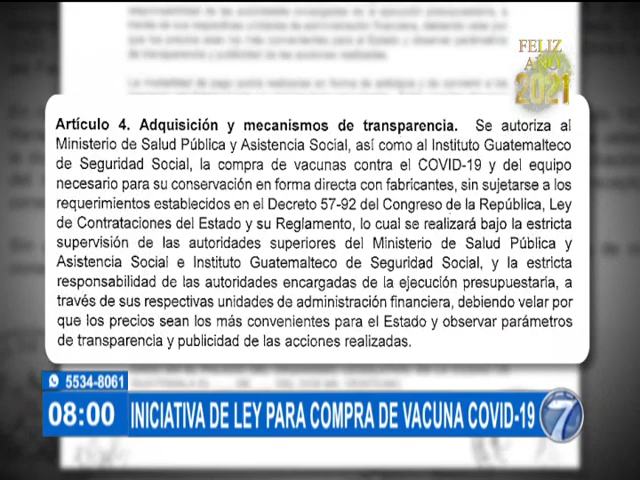 FELIZ
AÑO
2021
Artículo 4. Adquisición y mecanismos de transparencia. Se autoriza al
Ministerio de Salud Pública y Asistencia Social, así como al Instituto Guatemalteco
de Seguridad Social, la compra de vacunas contra el COVID-19 y del equipo
necesario para su conservación en forma directa con fabricantes, sin sujetarse a los
requerimientos establecidos en el Decreto 57-92 del Congreso de la República, Ley
de Contrataciones del Estado y su Reglamento, lo cual se realizará bajo la estricta
supervisión de las autoridades superiores del Ministerio de Salud Pública y
Asistencia Social e Instituto Guatemalteco de Seguridad Social, y la estricta
responsabilidad de las autoridades encargadas de la ejecución presupuestaria, a
través de sus respectivas unidades de administración financiera, debiendo velar por
que los precios sean los más convenientes para el Estado y observar parámetros
de transparencia y publicidad de las acciones realizadas.
5534-8061
08:00 INICIATIVA DE LEY PARA COMPRA DE VACUNA COVID-19 7